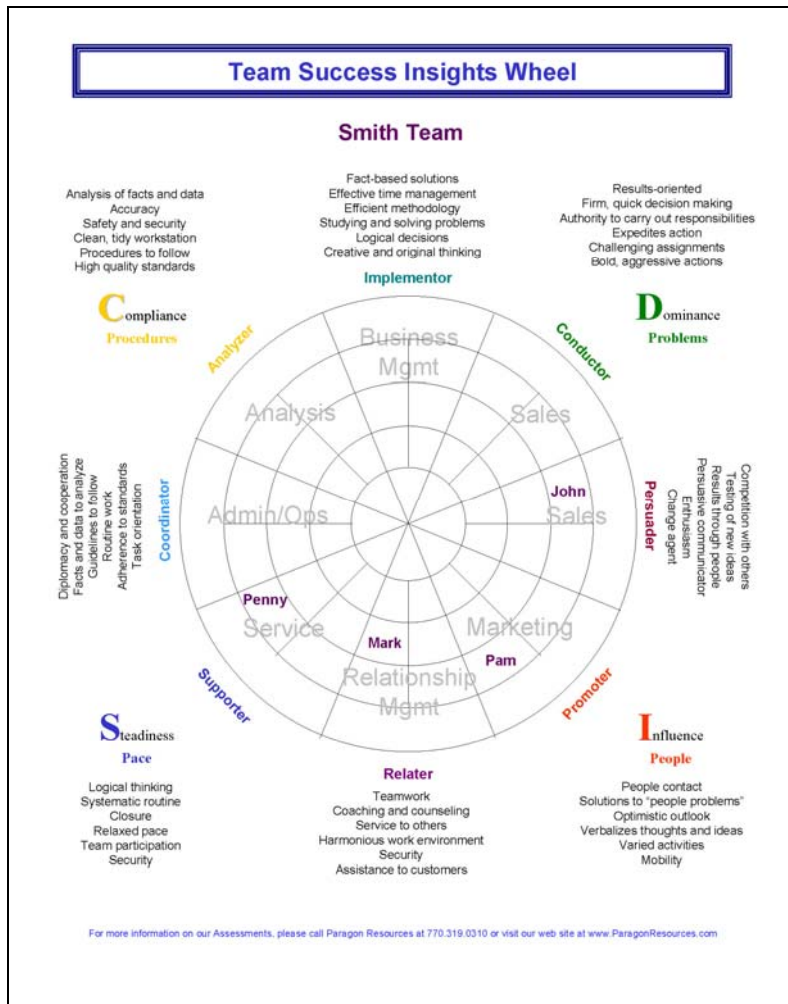 Team Success Insights Wheel
Smith Team
Analysis of facts and data
Accuracy
Safety and security
Clean, tidy workstation
Procedures to follow
High quality standards
Compliance
Procedures
Fact-based solutions
Effective time management
Efficient methodology
Studying and solving problems
Logical decisions
Creative and original thinking
Implementor
Results-oriented
Firm, quick decision making
Authority to carry out responsibilities
Expedites action
Challenging assignments
Bold, aggressive actions
Dominance
Problems
Analyzer
Conductor
Business
Mgmt
Analysis
Sales
Diplomacy and cooperation
Facts and data to analyze
Guidelines to follow
Routine work
Adherence to standards
Task orientation
Coordinator
Admin/Ops
John
Sales
Persuader
Competition with others
Testing of new ideas
Results through people
Persuasive communicator
Enthusiasm
Change agent
Penny
Service
Mark
Marketing
Pam
Relationship
Mgmt
Supporter
Promoter
Steadiness
Pace
Logical thinking
Systematic routine
Closure
Relaxed pace
Team participation
Security
Relater
Teamwork
Coaching and counseling
Service to others
Harmonious work environment
Security
Assistance to customers
Influence
People
People contact
Solutions to "people problems"
Optimistic outlook
Verbalizes thoughts and ideas
Varied activities
Mobility
For more information on our Assessments, please call Paragon Resources at 770.319.0310 or visit our web site at www.ParagonResources.com